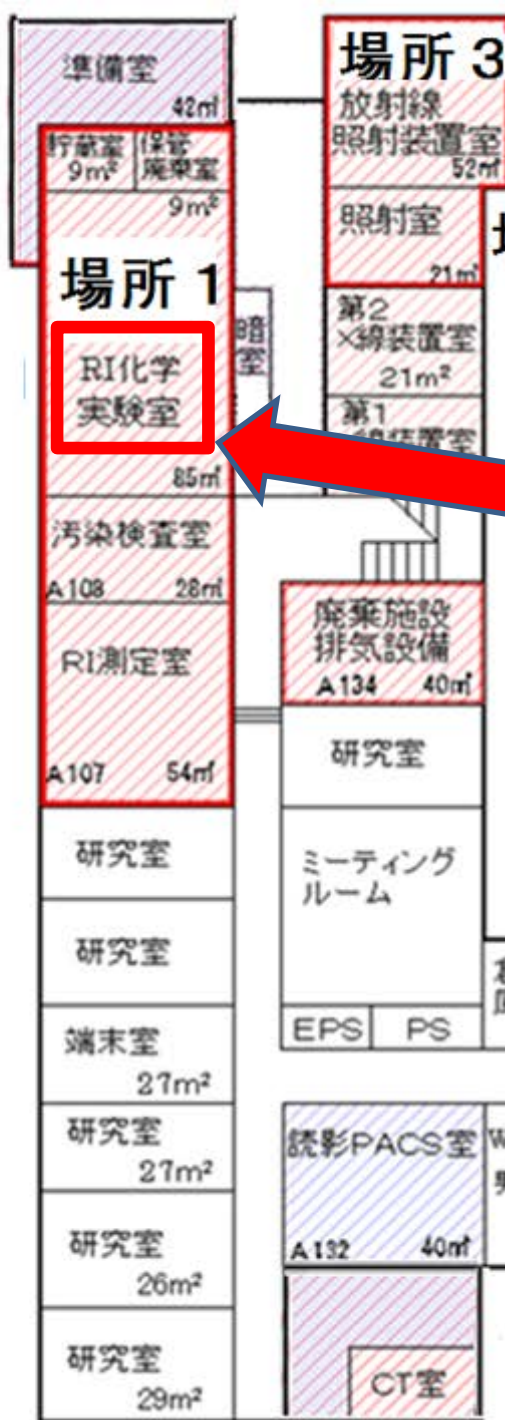 準備室
42㎡
貯蔵室
9m²
保管
廃棄室
9m²
場所1
RI化学
実験室
85㎡
暗
室
汚染検査室
A108 28㎡
RI測定室
A107 54㎡
研究室
研究室
端末室
27m²
研究室
27m²
研究室
26m²
研究室
29m²
場所3
放射線
照射装置室
52㎡
照射室
21㎡
第2
X線装置室
21m²
第1
線装置室
廃棄施設
排気設備
A134 40㎡
研究室
ミーティング
ルーム
EPS PS
読影PACS室
A132 40㎡
CT室